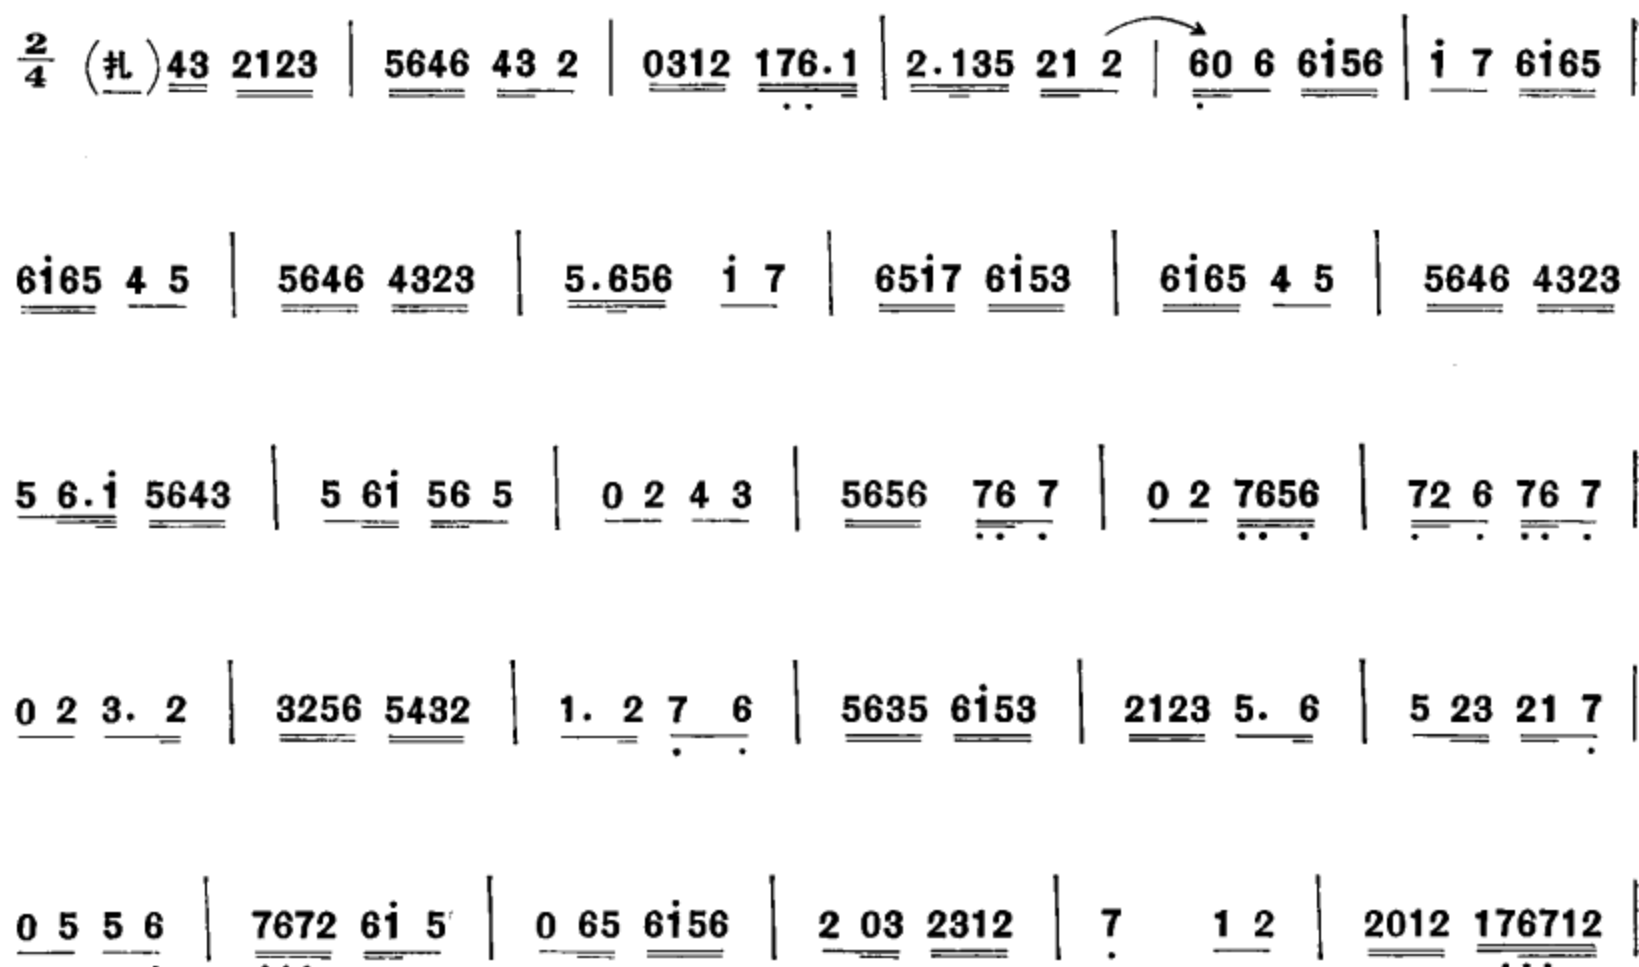 2/4 (扎) 43 2123 | 5646 43 2 | 0312 176.1 | 2.135 21 2 | 60 6 6i56 | i 7 6i65 |
6i65 4 5 | 5646 4323 | 5.656 i 7 | 65i7 6i53 | 6i65 4 5 | 5646 4323
5 6.i 5643 | 5 6i 56 5 | 0 2 4 3 | 5656 76 7 | 0 2 7656 | 72 6 76 7 |
0 2 3. 2 | 3256 5432 | 1. 2 7 6 | 5635 6i53 | 2123 5. 6 | 5 23 21 7 |
0 5 5 6 | 7672 6i 5 | 0 65 6i56 | 2 03 2312 | 7 1 2 | 2012 176712 |